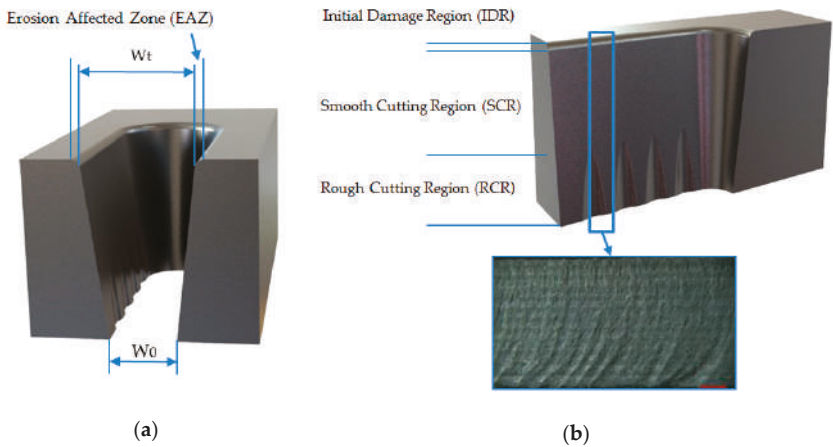 Erosion Affected Zone (EAZ)
Wt
W0
(a)
Initial Damage Region (IDR)
Smooth Cutting Region (SCR)
Rough Cutting Region (RCR)
(b)